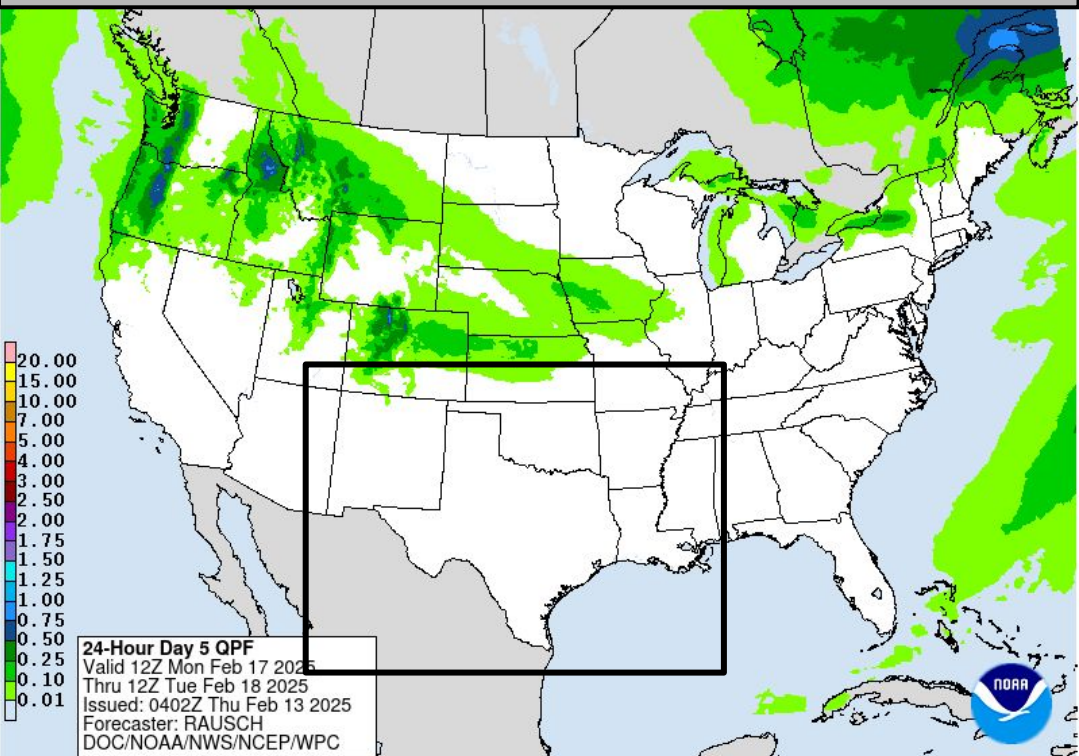 20.00
15.00
10.00
7.00
5.00
4.00
3.00
2.50
2.00
1.75
1.50
1.25
1.00
0.75
0.50
0.25
0.10
0.01
24-Hour Day 5 QPF
Valid 12Z Mon Feb 17 2025
Thru 12Z Tue Feb 18 2025
Issued: 0402Z Thu Feb 13 2025
Forecaster: RAUSCH
DOC/NOAA/NWS/NCEP/WPC
NOAA